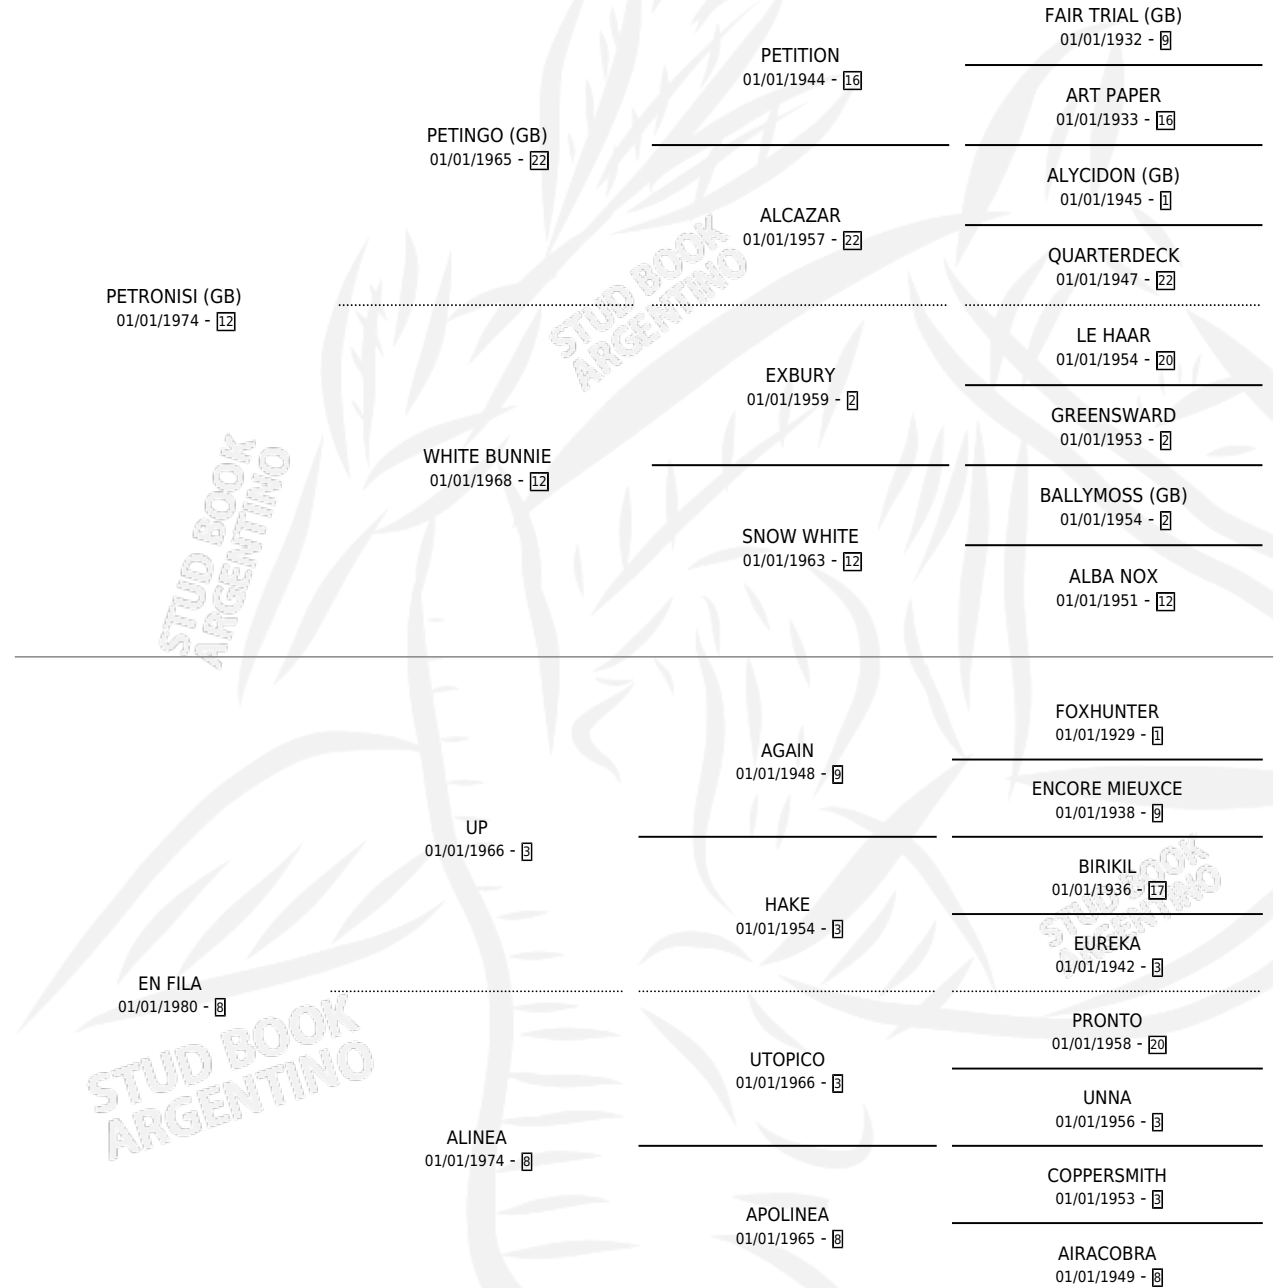 FAIR TRIAL (GB)
01/01/1932 - 9
PETITION
01/01/1944 - 16
ART PAPER
01/01/1933 - 16
PETINGO (GB)
01/01/1965 - 22
ALYCIDON (GB)
01/01/1945 - 1
ALCAZAR
01/01/1957 - 22
QUARTERDECK
01/01/1947 - 22
PETRONISI (GB)
01/01/1974 - 12
LE HAAR
01/01/1954 - 20
EXBURY
01/01/1959 - 2
GREENSWARD
01/01/1953 - 2
WHITE BUNNIE
01/01/1968 - 12
BALLYMOSS (GB)
01/01/1954 - 2
SNOW WHITE
01/01/1963 - 12
ALBA NOX
01/01/1951 - 12
STUD BOOK
ARGENTINO
STUD BOOK
ARGENTINO
FOXHUNTER
01/01/1929 - 1
AGAIN
01/01/1948 - 9
ENCORE MIEUXCE
01/01/1938 - 9
UP
01/01/1966 - 3
BIRIKIL
01/01/1936 - 17
HAKE
01/01/1954 - 3
EUREKA
01/01/1942 - 3
EN FILA
01/01/1980 - 8
PRONTO
01/01/1958 - 20
UTOPICO
01/01/1966 - 3
UNNA
01/01/1956 - 3
ALINEA
01/01/1974 - 8
COPPERSMITH
01/01/1953 - 3
APOLINEA
01/01/1965 - 8
AIRACOBRA
01/01/1949 - 8
STUD BOOK
ARGENTINO
STUD BOOK
ARGENTINO